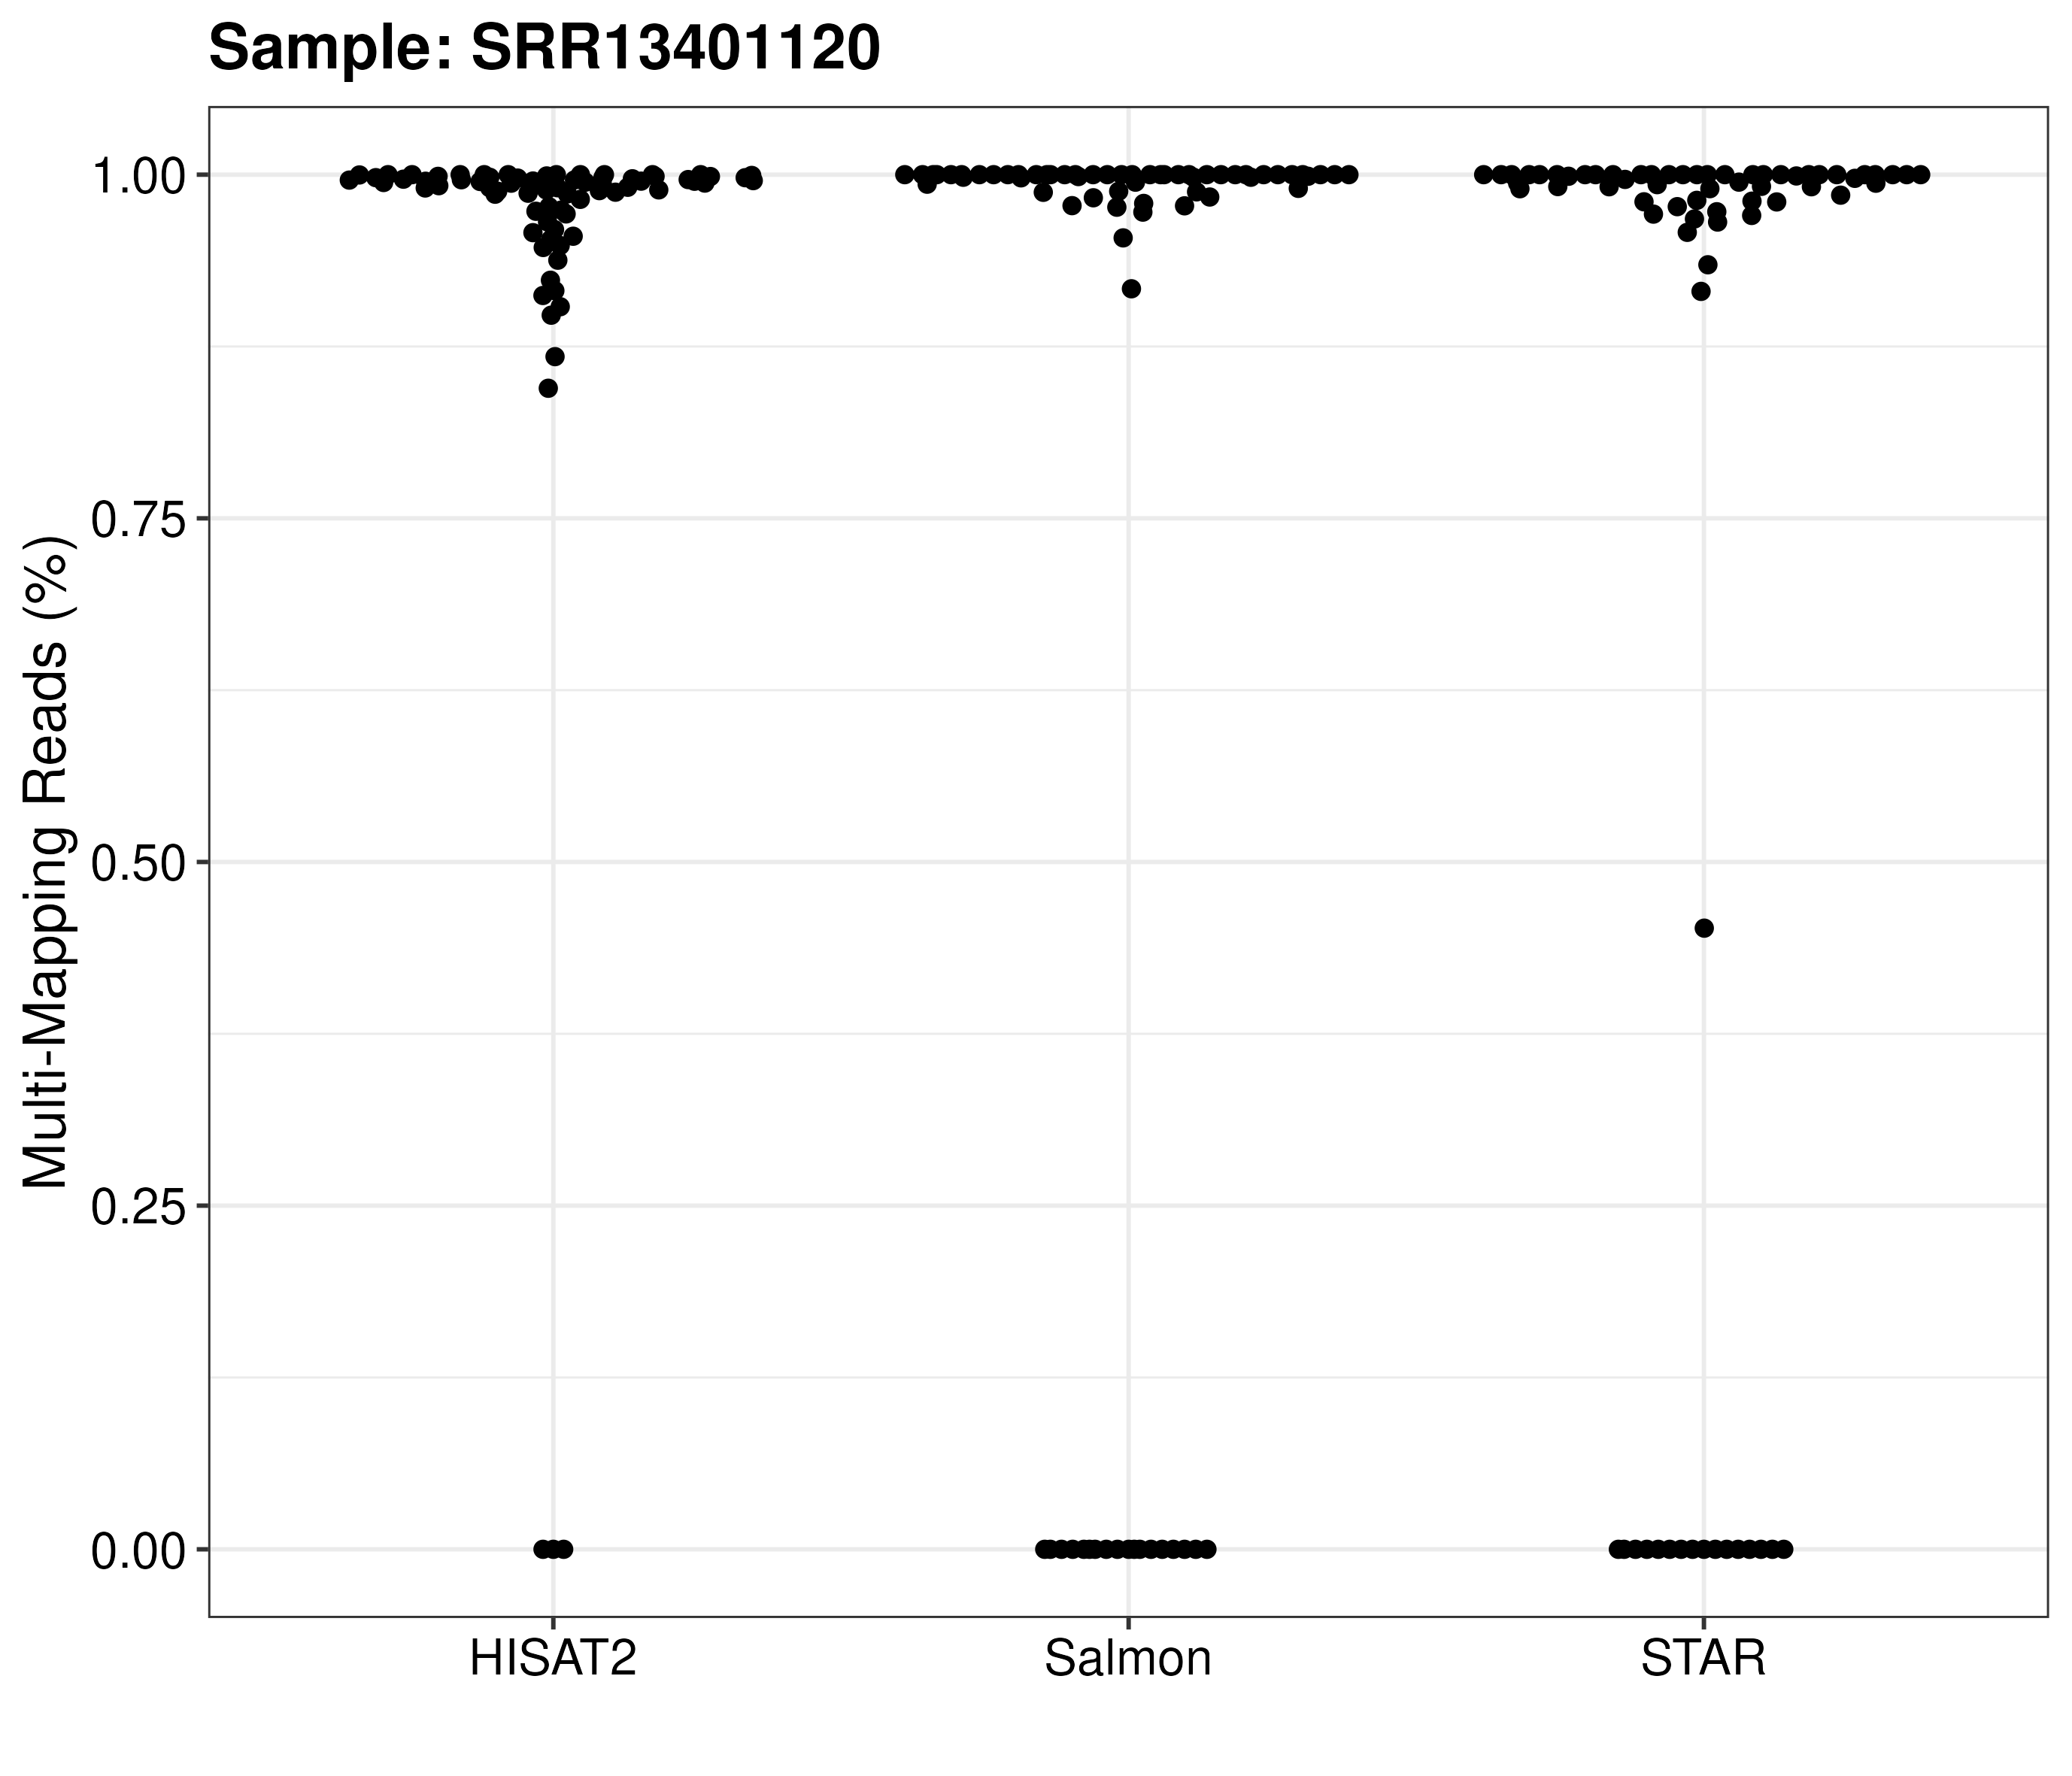 Sample: SRR13401120
Multi-Mapping Reads (%)
1.00
0.75
0.50
0.25
0.00
HISAT2
Salmon
STAR